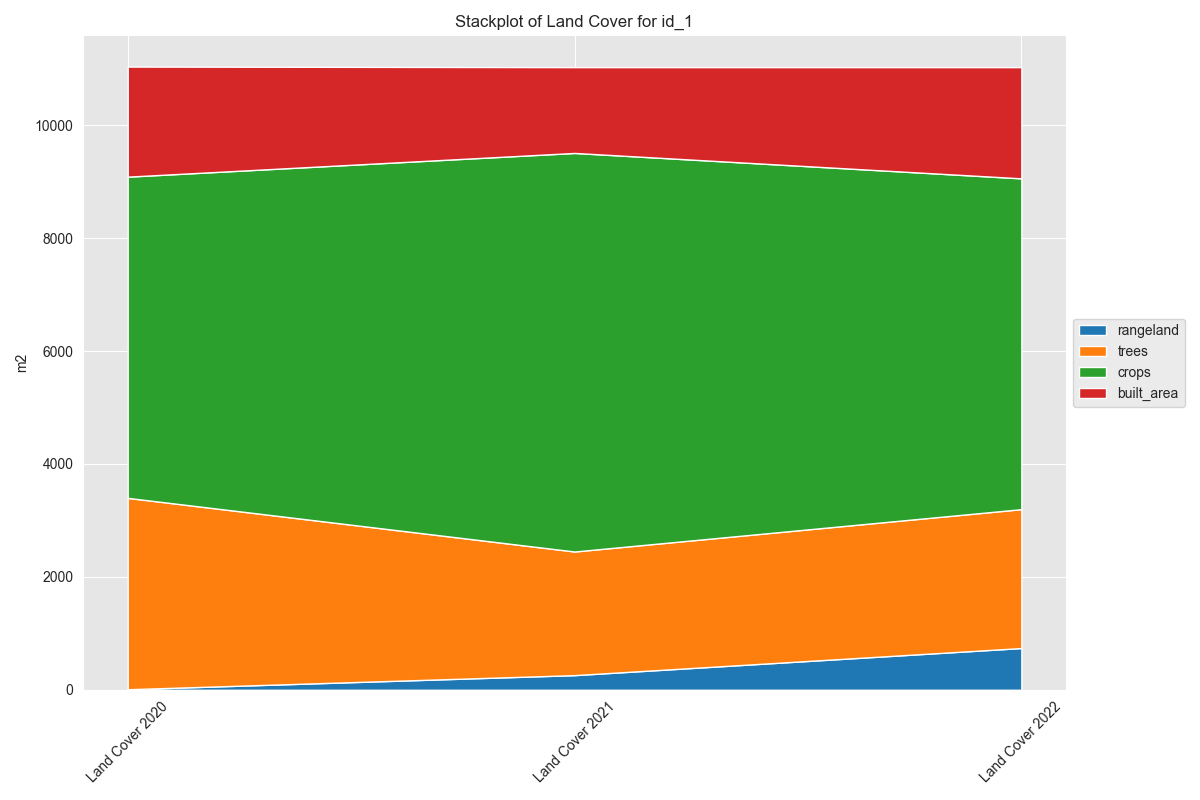 Stackplot of Land Cover for id_1
m2
10000
8000
6000
4000
2000
0
Land Cover 2020
Land Cover 2021
Land Cover 2022
rangeland
trees
crops
built_area